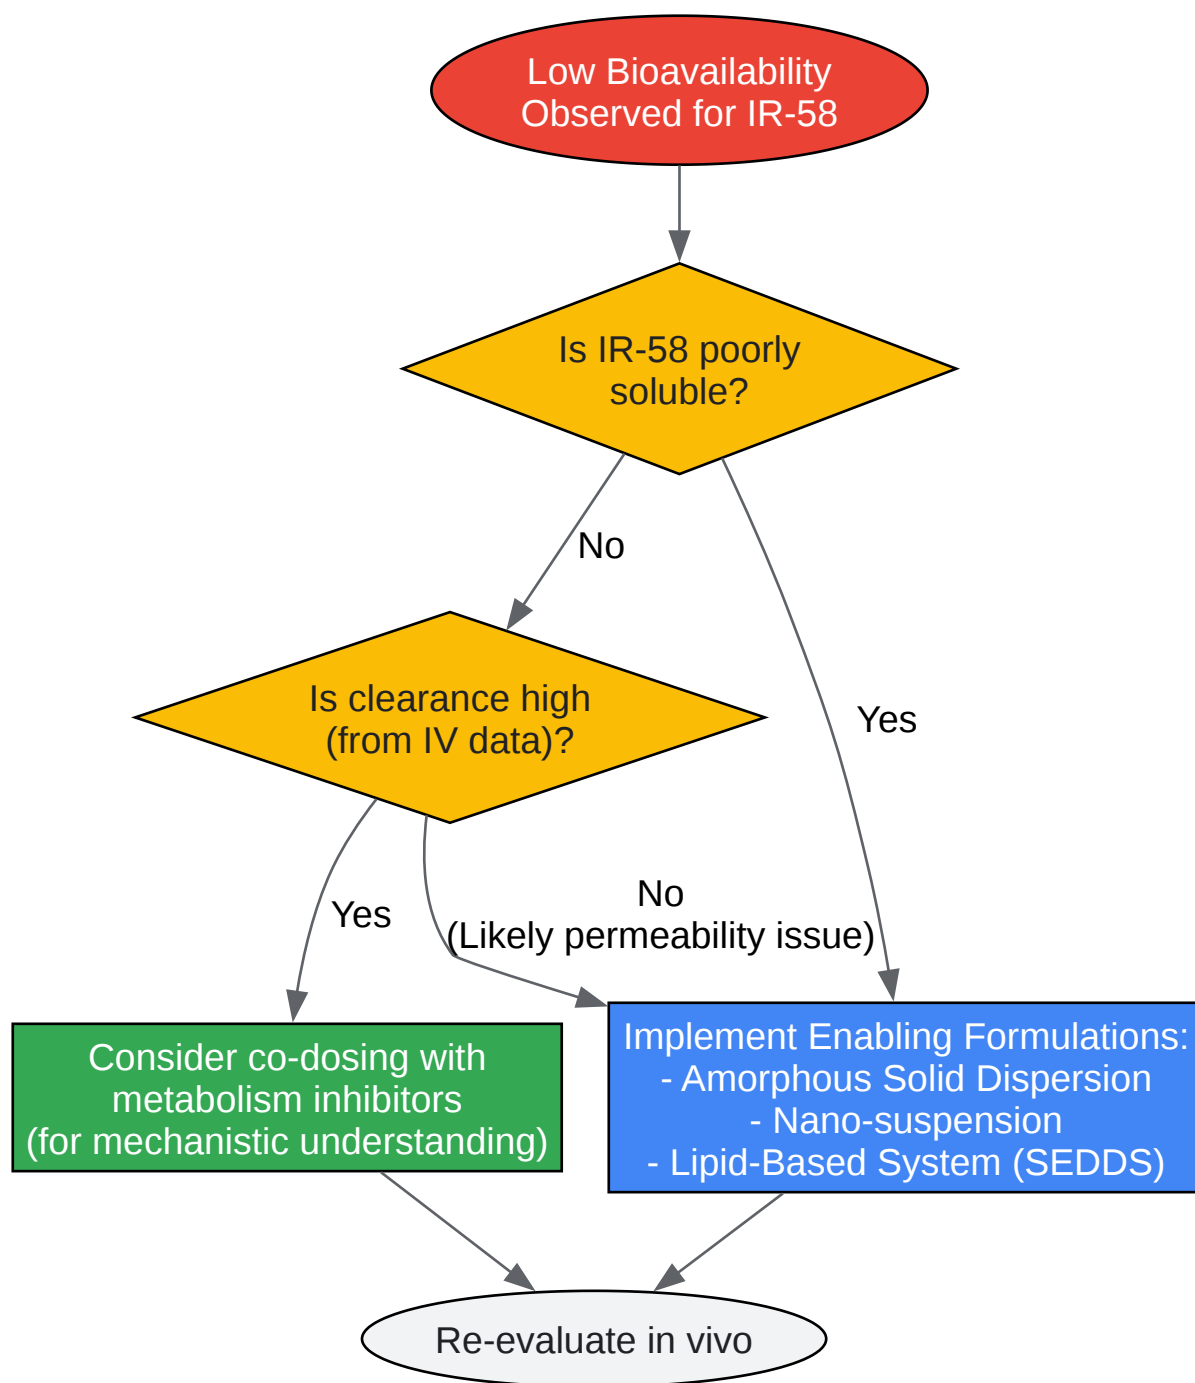 Low Bioavailability
Observed for IR-58
Is IR-58 poorly
soluble?
No
Yes
Is clearance high
(from IV data)?
Yes
No
(Likely permeability issue)
Consider co-dosing with
metabolism inhibitors
(for mechanistic understanding)
Implement Enabling Formulations:
- Amorphous Solid Dispersion
- Nano-suspension
- Lipid-Based System (SEDDS)
Re-evaluate in vivo